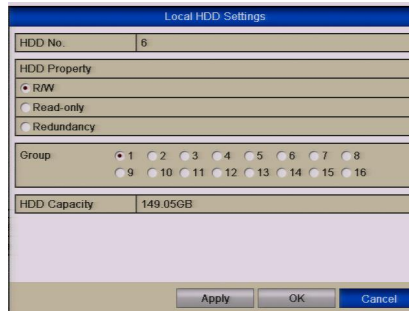 Local HDD Settings
HDD No. 6
HDD Property
R/W
Read-only
Redundancy
Group 1 2 3 4 5 6 7 8
9 10 11 12 13 14 15 16
HDD Capacity 149.05GB
Apply OK Cancel